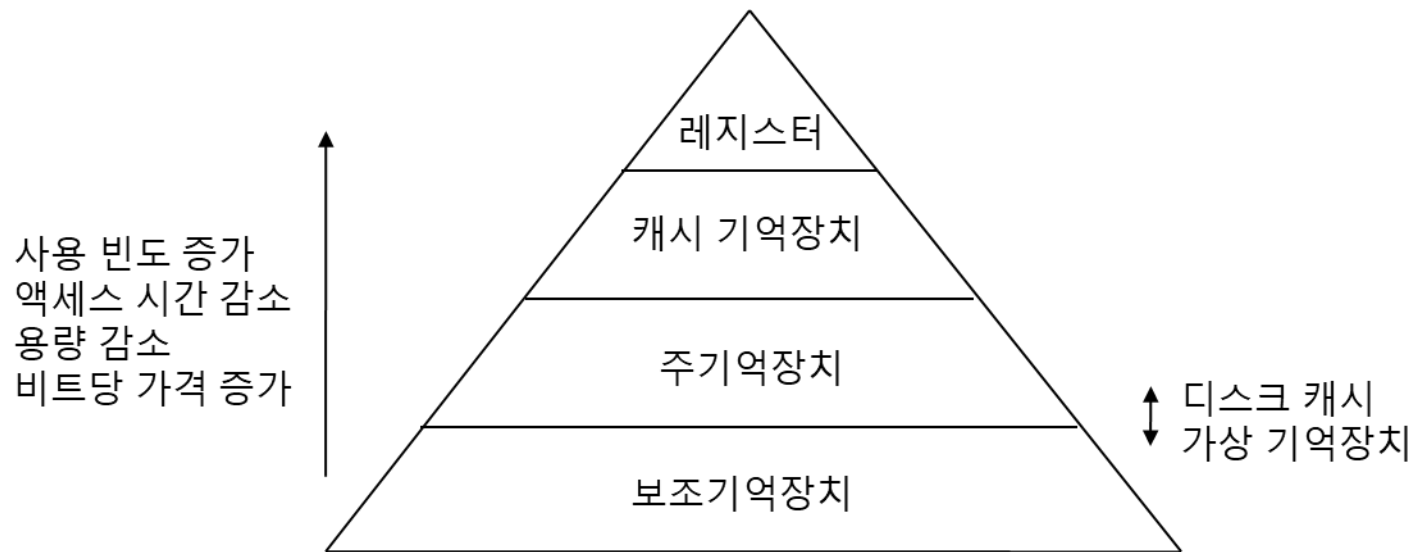 레지스터
캐시 기억장치
사용 빈도 증가
액세스 시간 감소
용량 감소
비트당 가격 증가
주기억장치
디스크 캐시
가상 기억장치
보조기억장치